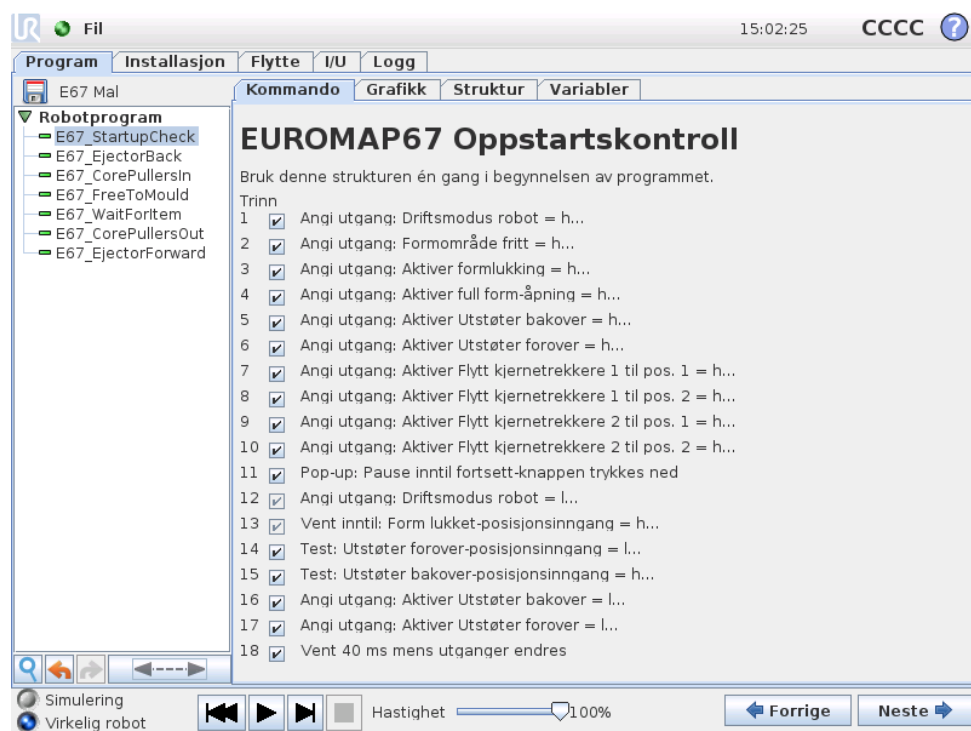 UR Fil 15:02:25 CCCC ?
Program Installasjon Flytte I/U Logg
E67 Mal
Kommando Grafikk Struktur Variabler
Robotprogram
E67_StartupCheck
E67_EjectorBack
E67_CorePullersIn
E67_FreeToMould
E67_WaitForItem
E67_CorePullersOut
E67_EjectorForward
EUROMAP67 Oppstartskontroll
Bruk denne strukturen én gang i begynnelsen av programmet.
Trinn
1 Angi utgang: Driftsmodus robot = h...
2 Angi utgang: Formområde fritt = h...
3 Angi utgang: Aktiver formlukking = h...
4 Angi utgang: Aktiver full form-åpning = h...
5 Angi utgang: Aktiver Utstøter bakover = h...
6 Angi utgang: Aktiver Utstøter forover = h...
7 Angi utgang: Aktiver Flytt kjernetrekkere 1 til pos. 1 = h...
8 Angi utgang: Aktiver Flytt kjernetrekkere 1 til pos. 2 = h...
9 Angi utgang: Aktiver Flytt kjernetrekkere 2 til pos. 1 = h...
10 Angi utgang: Aktiver Flytt kjernetrekkere 2 til pos. 2 = h...
11 Pop-up: Pause inntil fortsett-knappen trykkes ned
12 Angi utgang: Driftsmodus robot = l...
13 Vent inntil: Form lukket-posisjonsinngang = h...
14 Test: Utstøter forover-posisjonsinngang = l...
15 Test: Utstøter bakover-posisjonsinngang = h...
16 Angi utgang: Aktiver Utstøter bakover = l...
17 Angi utgang: Aktiver Utstøter forover = l...
18 Vent 40 ms mens utganger endres
Simulering
Virkelig robot
Hastighet 100%
Forrige Neste